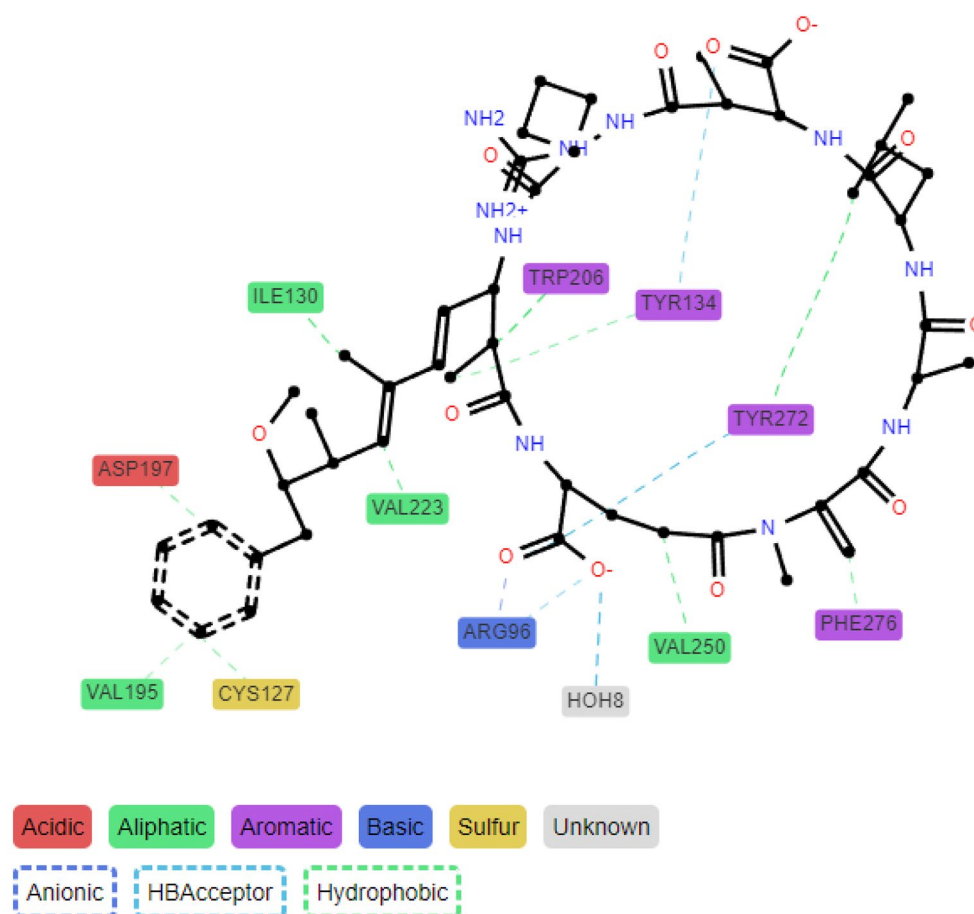 O-
O
O
O
NH2
NH
NH
NH
O
O
NH2+
NH
NH
TRP206
TYR134
ILE130
O
O
TYR272
NH
NH
O
ASP197
VAL223
O
N
O
O-
O
ARG96
VAL250
PHE276
VAL195
CYS127
HOH8
Acidic Aliphatic Aromatic Basic Sulfur Unknown
Anionic HBAcceptor Hydrophobic